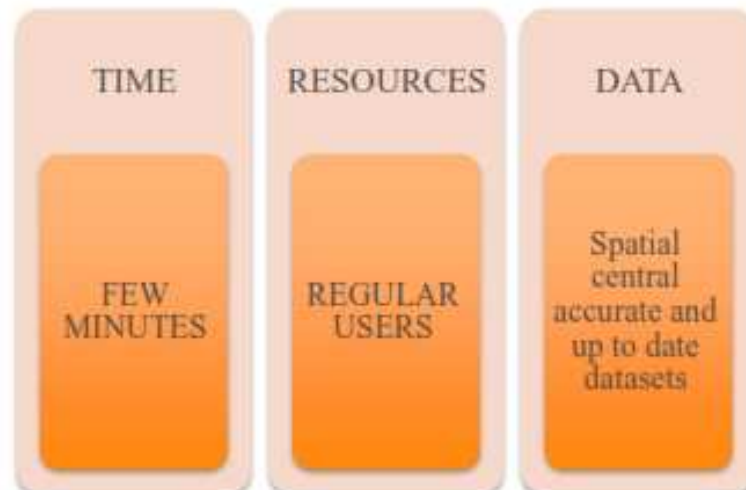 TIME
FEW
MINUTES
RESOURCES
REGULAR
USERS
DATA
Spatial
central
accurate and
up to date
datasets